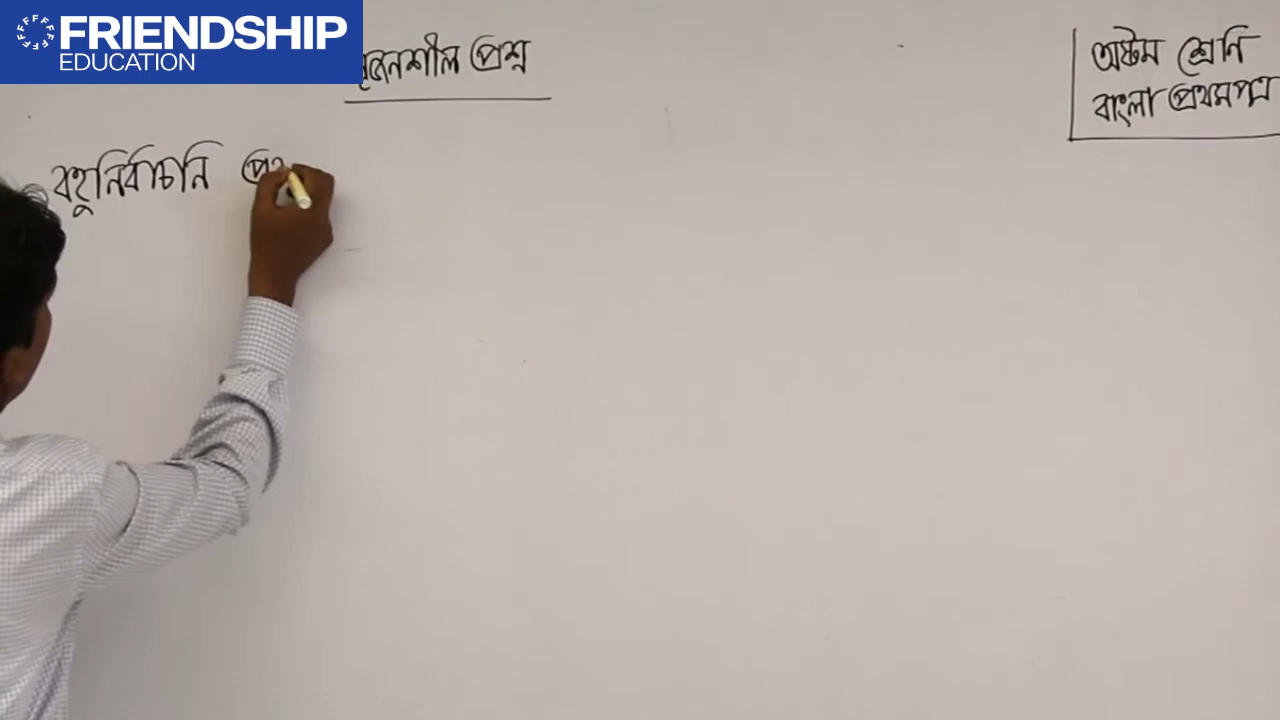 FRIENDSHIP
EDUCATION
সৃজনশীল প্রশ্ন
অষ্টম শ্রেণি
বাংলা প্রথমপত্র
বহুনির্বাচনি